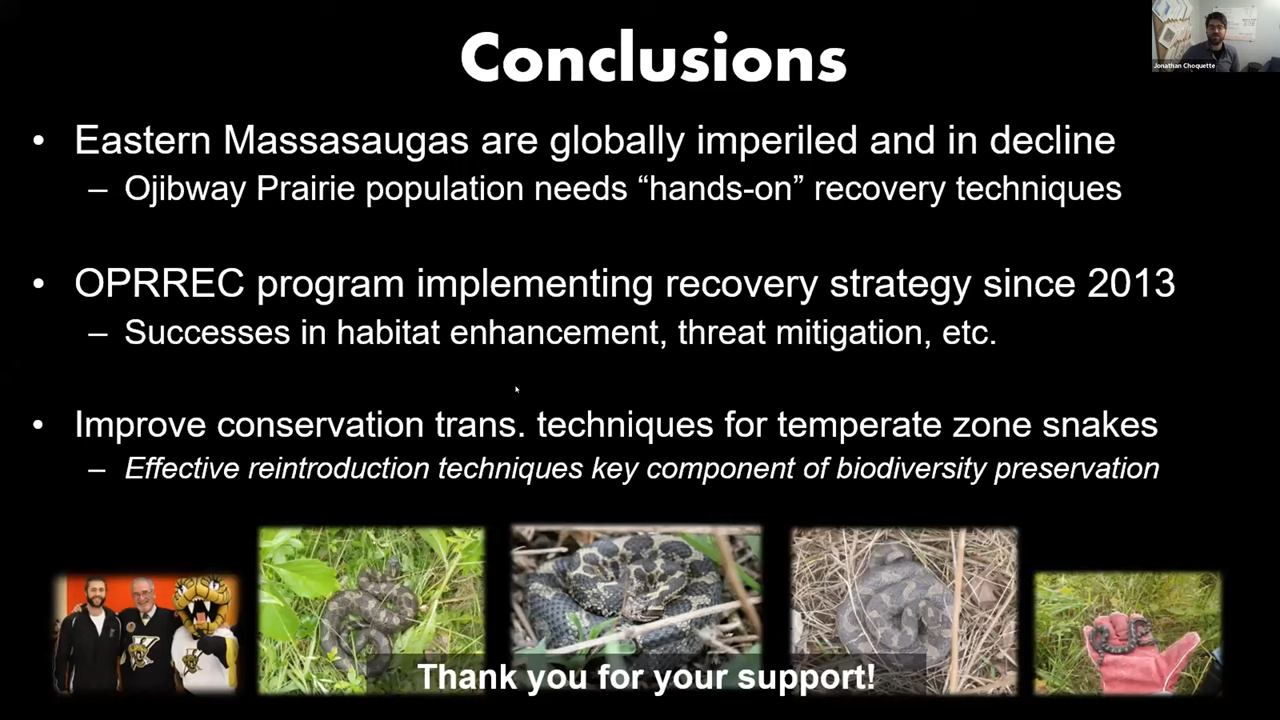 Conclusions
Jonathan Choquette
• Eastern Massasaugas are globally imperiled and in decline
– Ojibway Prairie population needs “hands-on” recovery techniques
• OPRREC program implementing recovery strategy since 2013
– Successes in habitat enhancement, threat mitigation, etc.
• Improve conservation trans. techniques for temperate zone snakes
– Effective reintroduction techniques key component of biodiversity preservation
Thank you for your support!